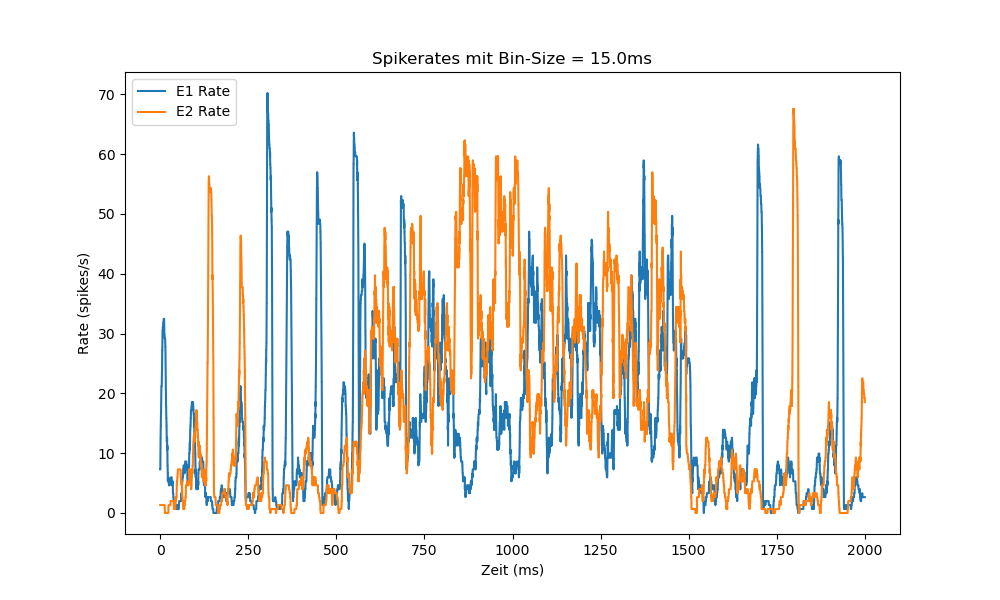 Spikerates mit Bin-Size = 15.0ms
E1 Rate
E2 Rate
70
60
50
40
30
20
10
0
Rate (spikes/s)
0 250 500 750 1000 1250 1500 1750 2000
Zeit (ms)